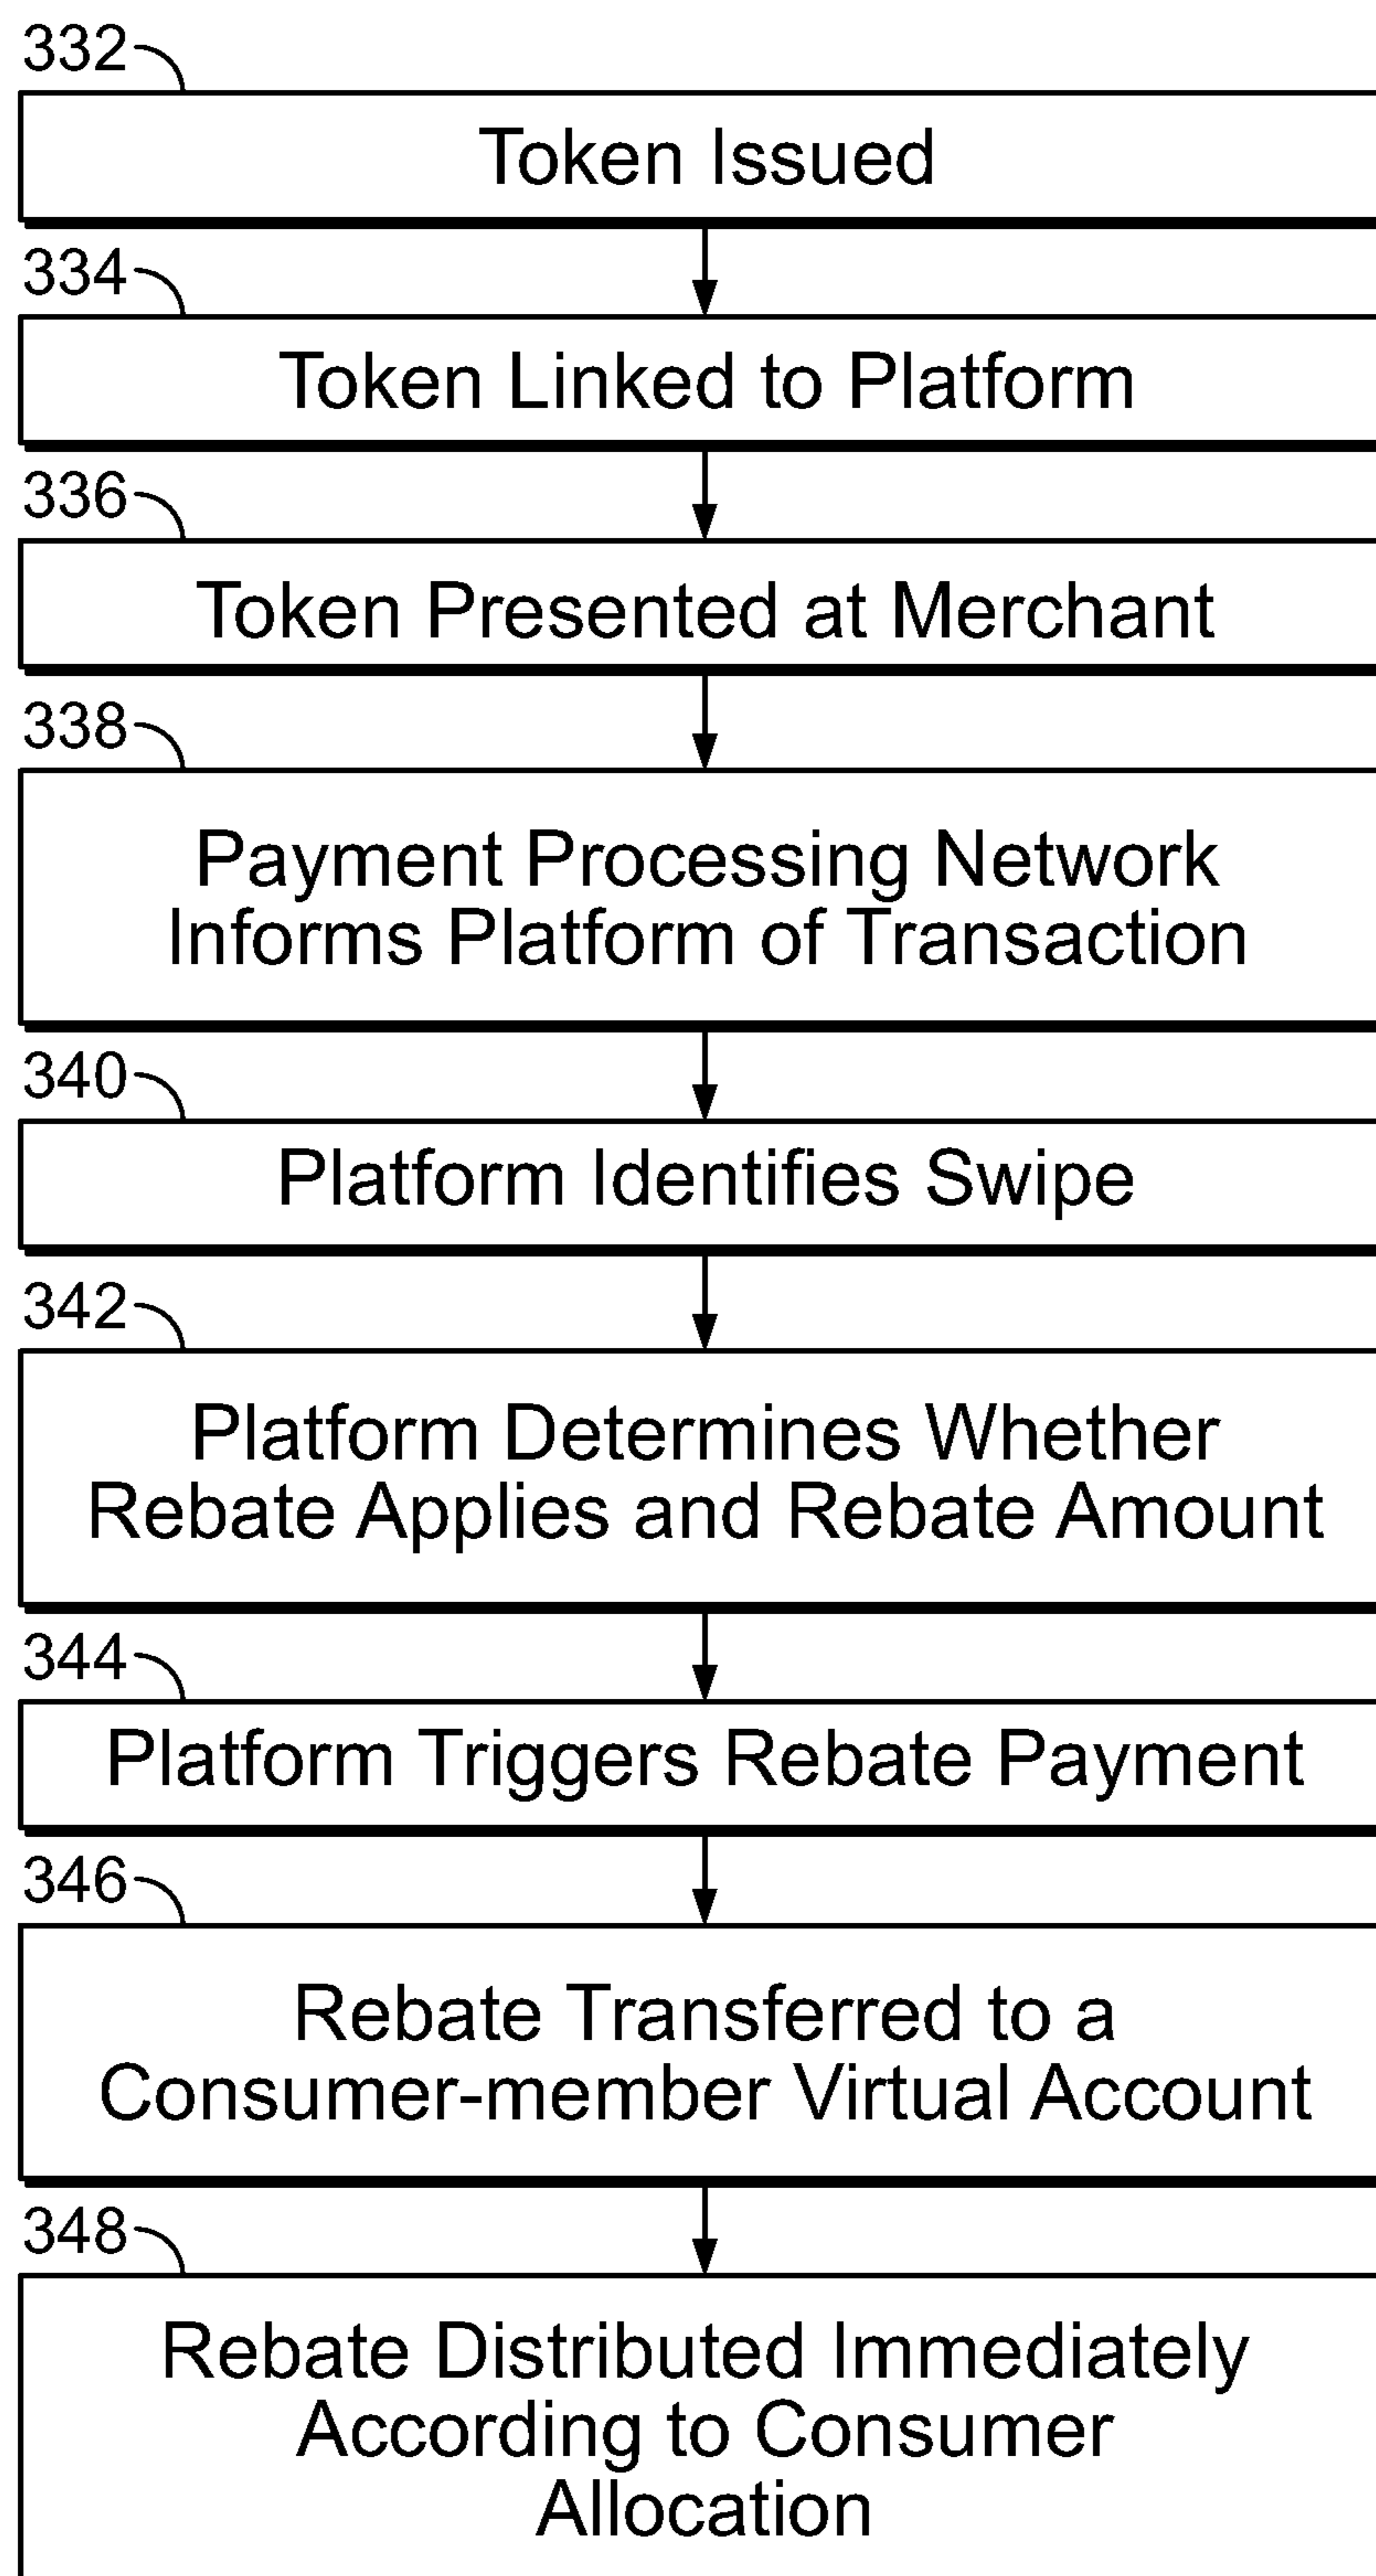 332
Token Issued
334
Token Linked to Platform
336
Token Presented at Merchant
338
Payment Processing Network
Informs Platform of Transaction
340
Platform Identifies Swipe
342
Platform Determines Whether
Rebate Applies and Rebate Amount
344
Platform Triggers Rebate Payment
346
Rebate Transferred to a
Consumer-member Virtual Account
348
Rebate Distributed Immediately
According to Consumer
Allocation